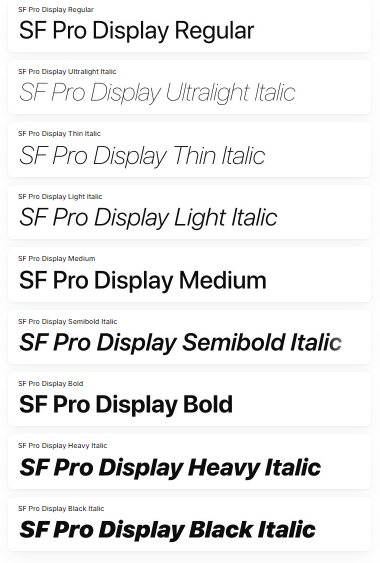 SF Pro Display Regular
SF Pro Display Regular
SF Pro Display Ultralight Italic
SF Pro Display Ultralight Italic
SF Pro Display Thin Italic
SF Pro Display Thin Italic
SF Pro Display Light Italic
SF Pro Display Light Italic
SF Pro Display Medium
SF Pro Display Medium
SF Pro Display Semibold Italic
SF Pro Display Semibold Italic
SF Pro Display Bold
SF Pro Display Bold
SF Pro Display Heavy Italic
SF Pro Display Heavy Italic
SF Pro Display Black Italic
SF Pro Display Black Italic